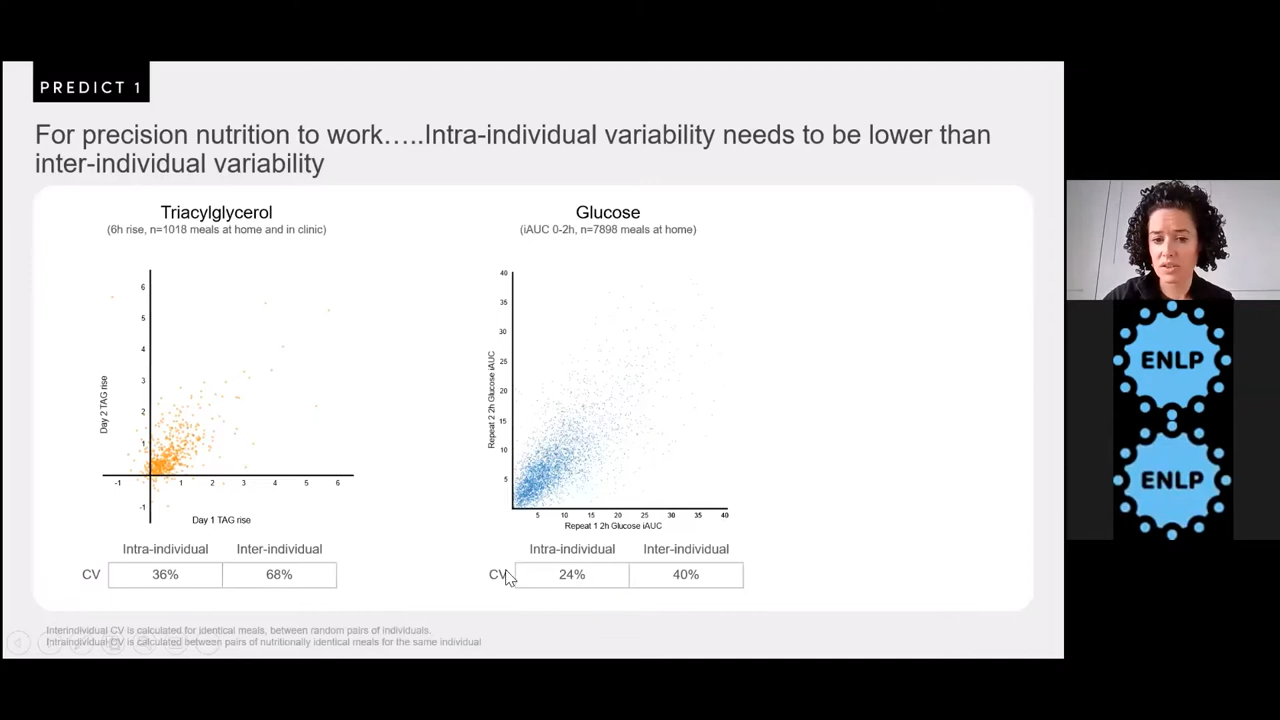 PREDICT 1
For precision nutrition to work…..Intra-individual variability needs to be lower than
inter-individual variability
Triacylglycerol
(6h rise, n=1018 meals at home and in clinic)
6
5
4
3
2
1
-1
-1
1
2
3
4
5
6
Day 2 TAG rise
Day 1 TAG rise
Intra-individual
Inter-individual
CV
36%
68%
Glucose
(iAUC 0-2h, n=7898 meals at home)
40
35
30
25
20
15
10
5
5
10
15
20
25
30
35
40
Repeat 2 2h Glucose iAUC
Repeat 1 2h Glucose iAUC
Intra-individual
Inter-individual
CV
24%
40%
Interindividual CV is calculated for identical meals, between random pairs of individuals.
Intraindividual CV is calculated between pairs of nutritionally identical meals for the same individual
ENLP
ENLP